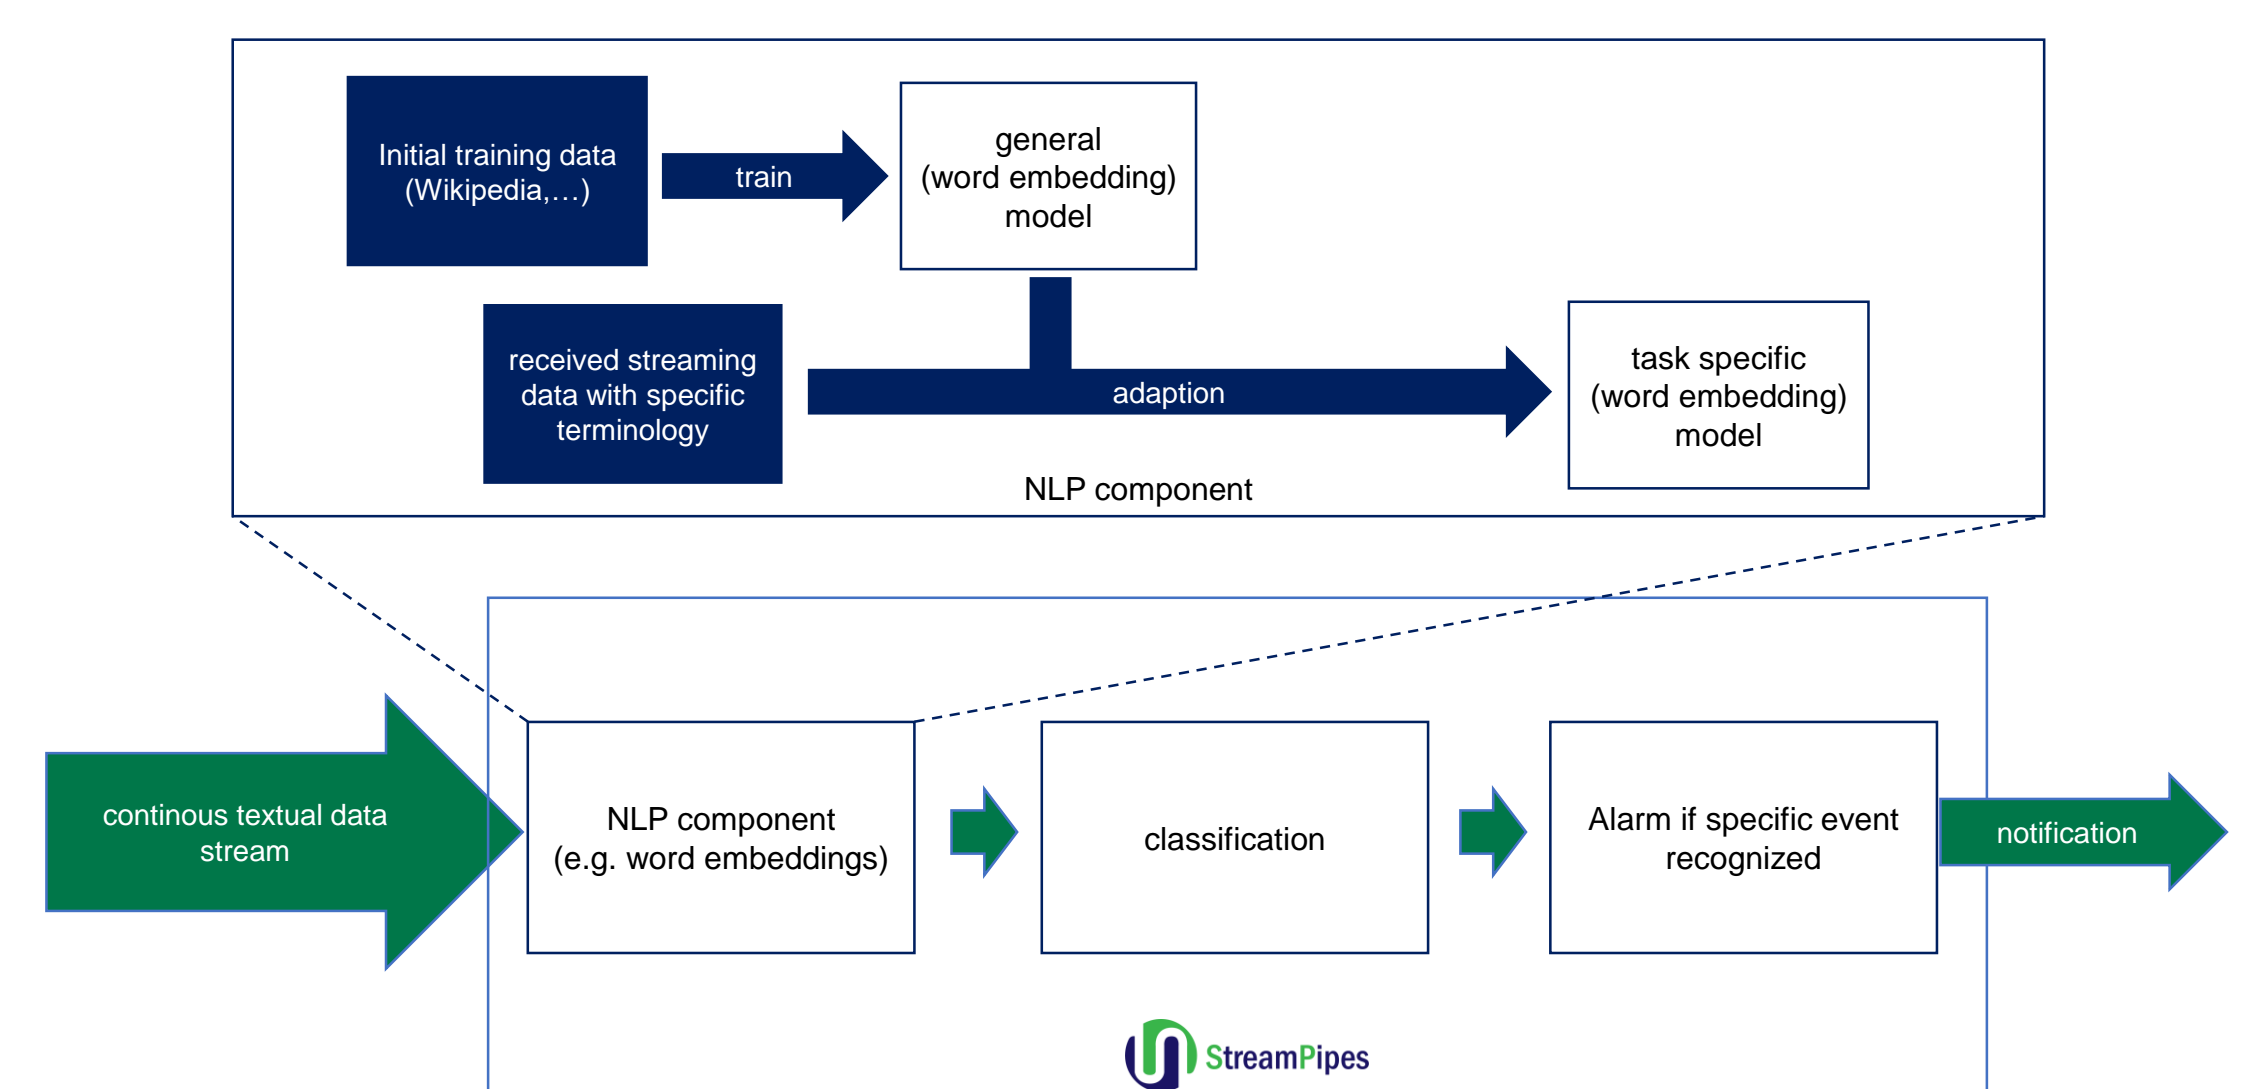 Initial training data
(Wikipedia,…)
train
general
(word embedding)
model
received streaming
data with specific
terminology
adaption
task specific
(word embedding)
model
NLP component
continous textual data
stream
NLP component
(e.g. word embeddings)
classification
Alarm if specific event
recognized
notification
StreamPipes